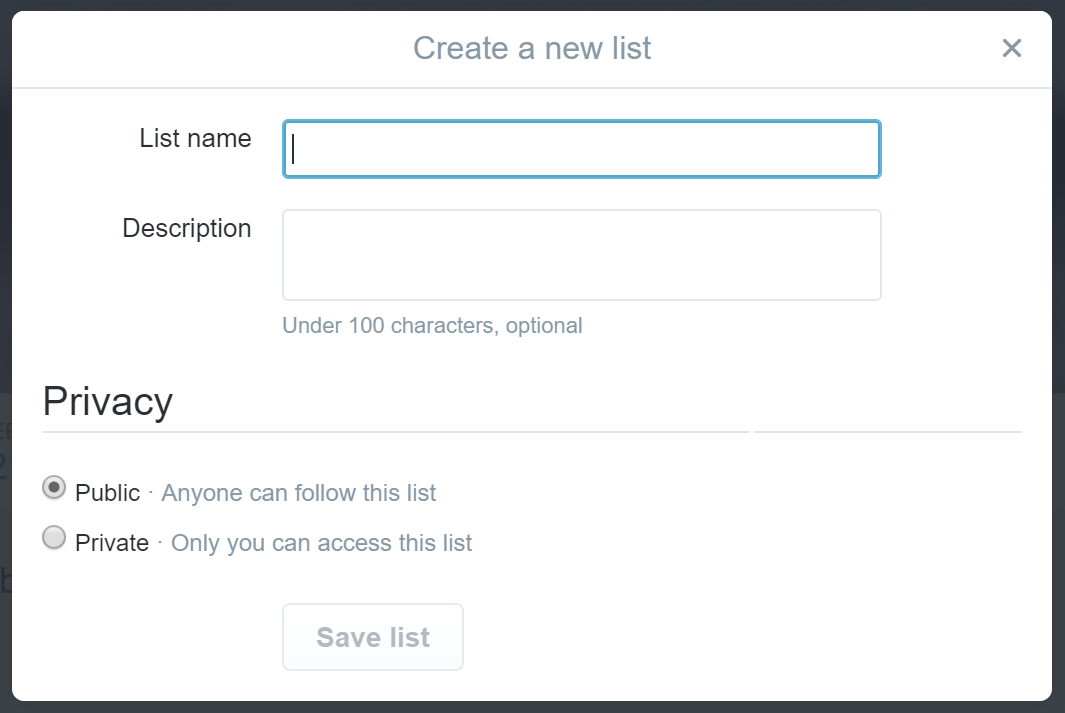 Create a new list
List name
Description
Under 100 characters, optional
Privacy
Public · Anyone can follow this list
Private · Only you can access this list
Save list